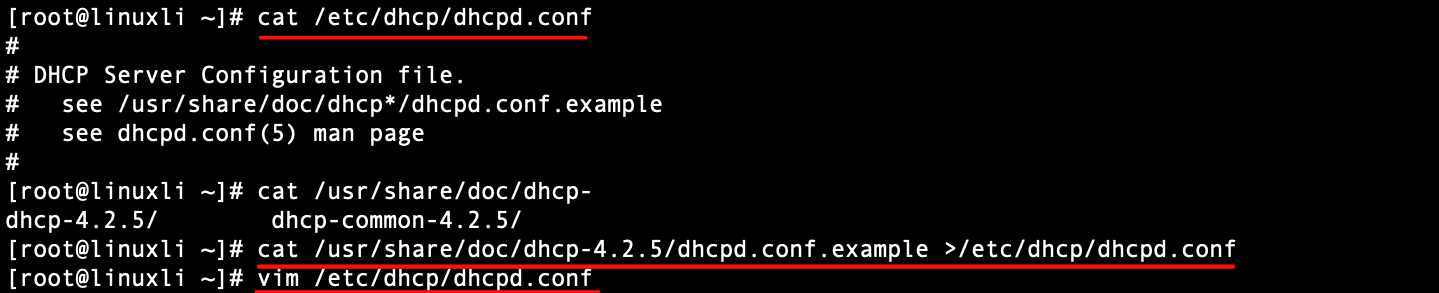 [root@linuxli ~]# cat /etc/dhcp/dhcpd.conf
#
# DHCP Server Configuration file.
#   see /usr/share/doc/dhcp*/dhcpd.conf.example
#   see dhcpd.conf(5) man page
#
[root@linuxli ~]# cat /usr/share/doc/dhcp-
dhcp-4.2.5/        dhcp-common-4.2.5/
[root@linuxli ~]# cat /usr/share/doc/dhcp-4.2.5/dhcpd.conf.example >/etc/dhcp/dhcpd.conf
[root@linuxli ~]# vim /etc/dhcp/dhcpd.conf